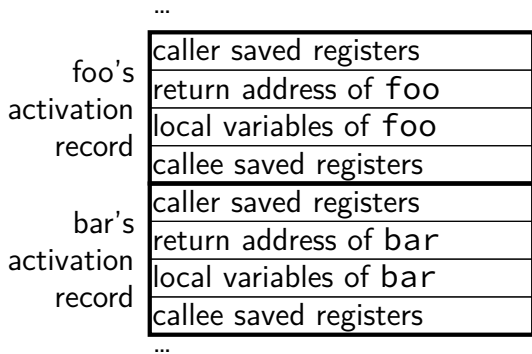 ...
foo's
activation
record
caller saved registers
return address of foo
local variables of foo
callee saved registers
bar's
activation
record
caller saved registers
return address of bar
local variables of bar
callee saved registers
...